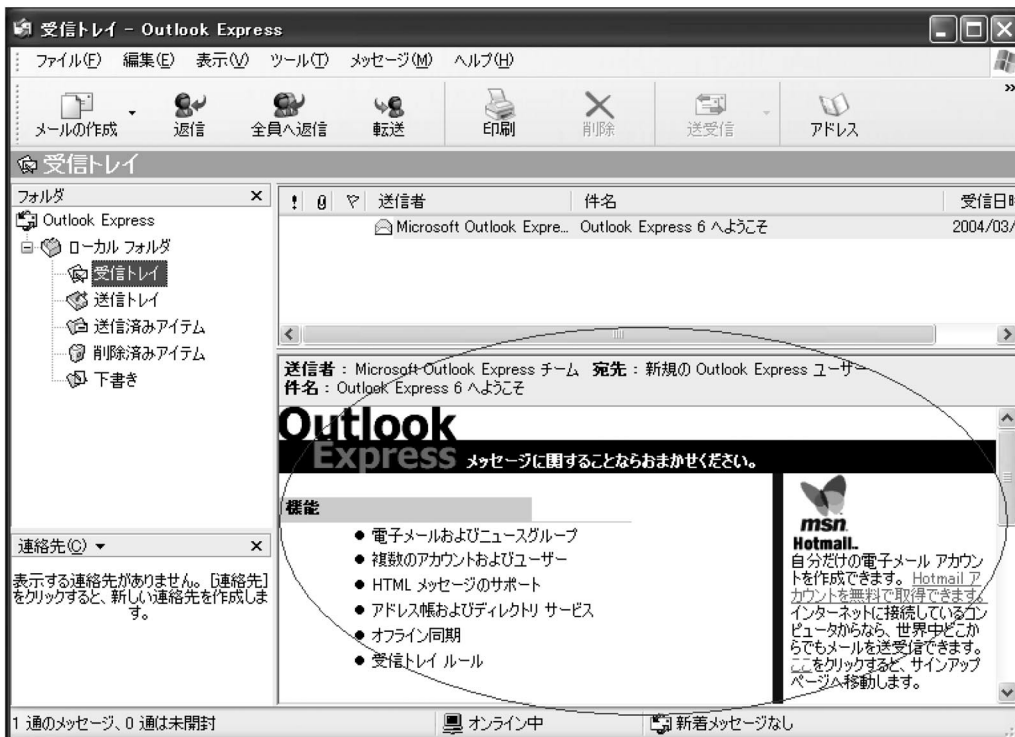 受信トレイ - Outlook Express
ファイル(F) 編集(E) 表示(V) ツール(T) メッセージ(M) ヘルプ(H)
メールの作成 返信 全員へ返信 転送 印刷 削除 送受信 アドレス
受信トレイ
フォルダ
Outlook Express
ローカル フォルダ
受信トレイ
送信トレイ
送信済みアイテム
削除済みアイテム
下書き
連絡先(C)
表示する連絡先がありません。[連絡先]
をクリックすると、新しい連絡先を作成しま
す。
! 送信者 件名 受信日時
Microsoft Outlook Expre... Outlook Express 6 へようこそ 2004/03/
送信者 : Microsoft Outlook Express チーム 宛先 : 新規の Outlook Express ユーザー
件名 : Outlook Express 6 へようこそ
Outlook
Express メッセージに関することならおまかせください。
機能
● 電子メールおよびニュースグループ
● 複数のアカウントおよびユーザー
● HTML メッセージのサポート
● アドレス帳およびディレクトリ サービス
● オフライン同期
● 受信トレイ ルール
msn
Hotmail.
自分だけの電子メール アカウン
トを作成できます。 Hotmail ア
カウントを無料で取得できます。
インターネットに接続しているコン
ピュータからなら、世界中どこか
らでもメールを送受信できます。
ここをクリックすると、サインアップ
ページへ移動します。
1 通のメッセージ、0 通は未開封 オンライン中 新着メッセージなし